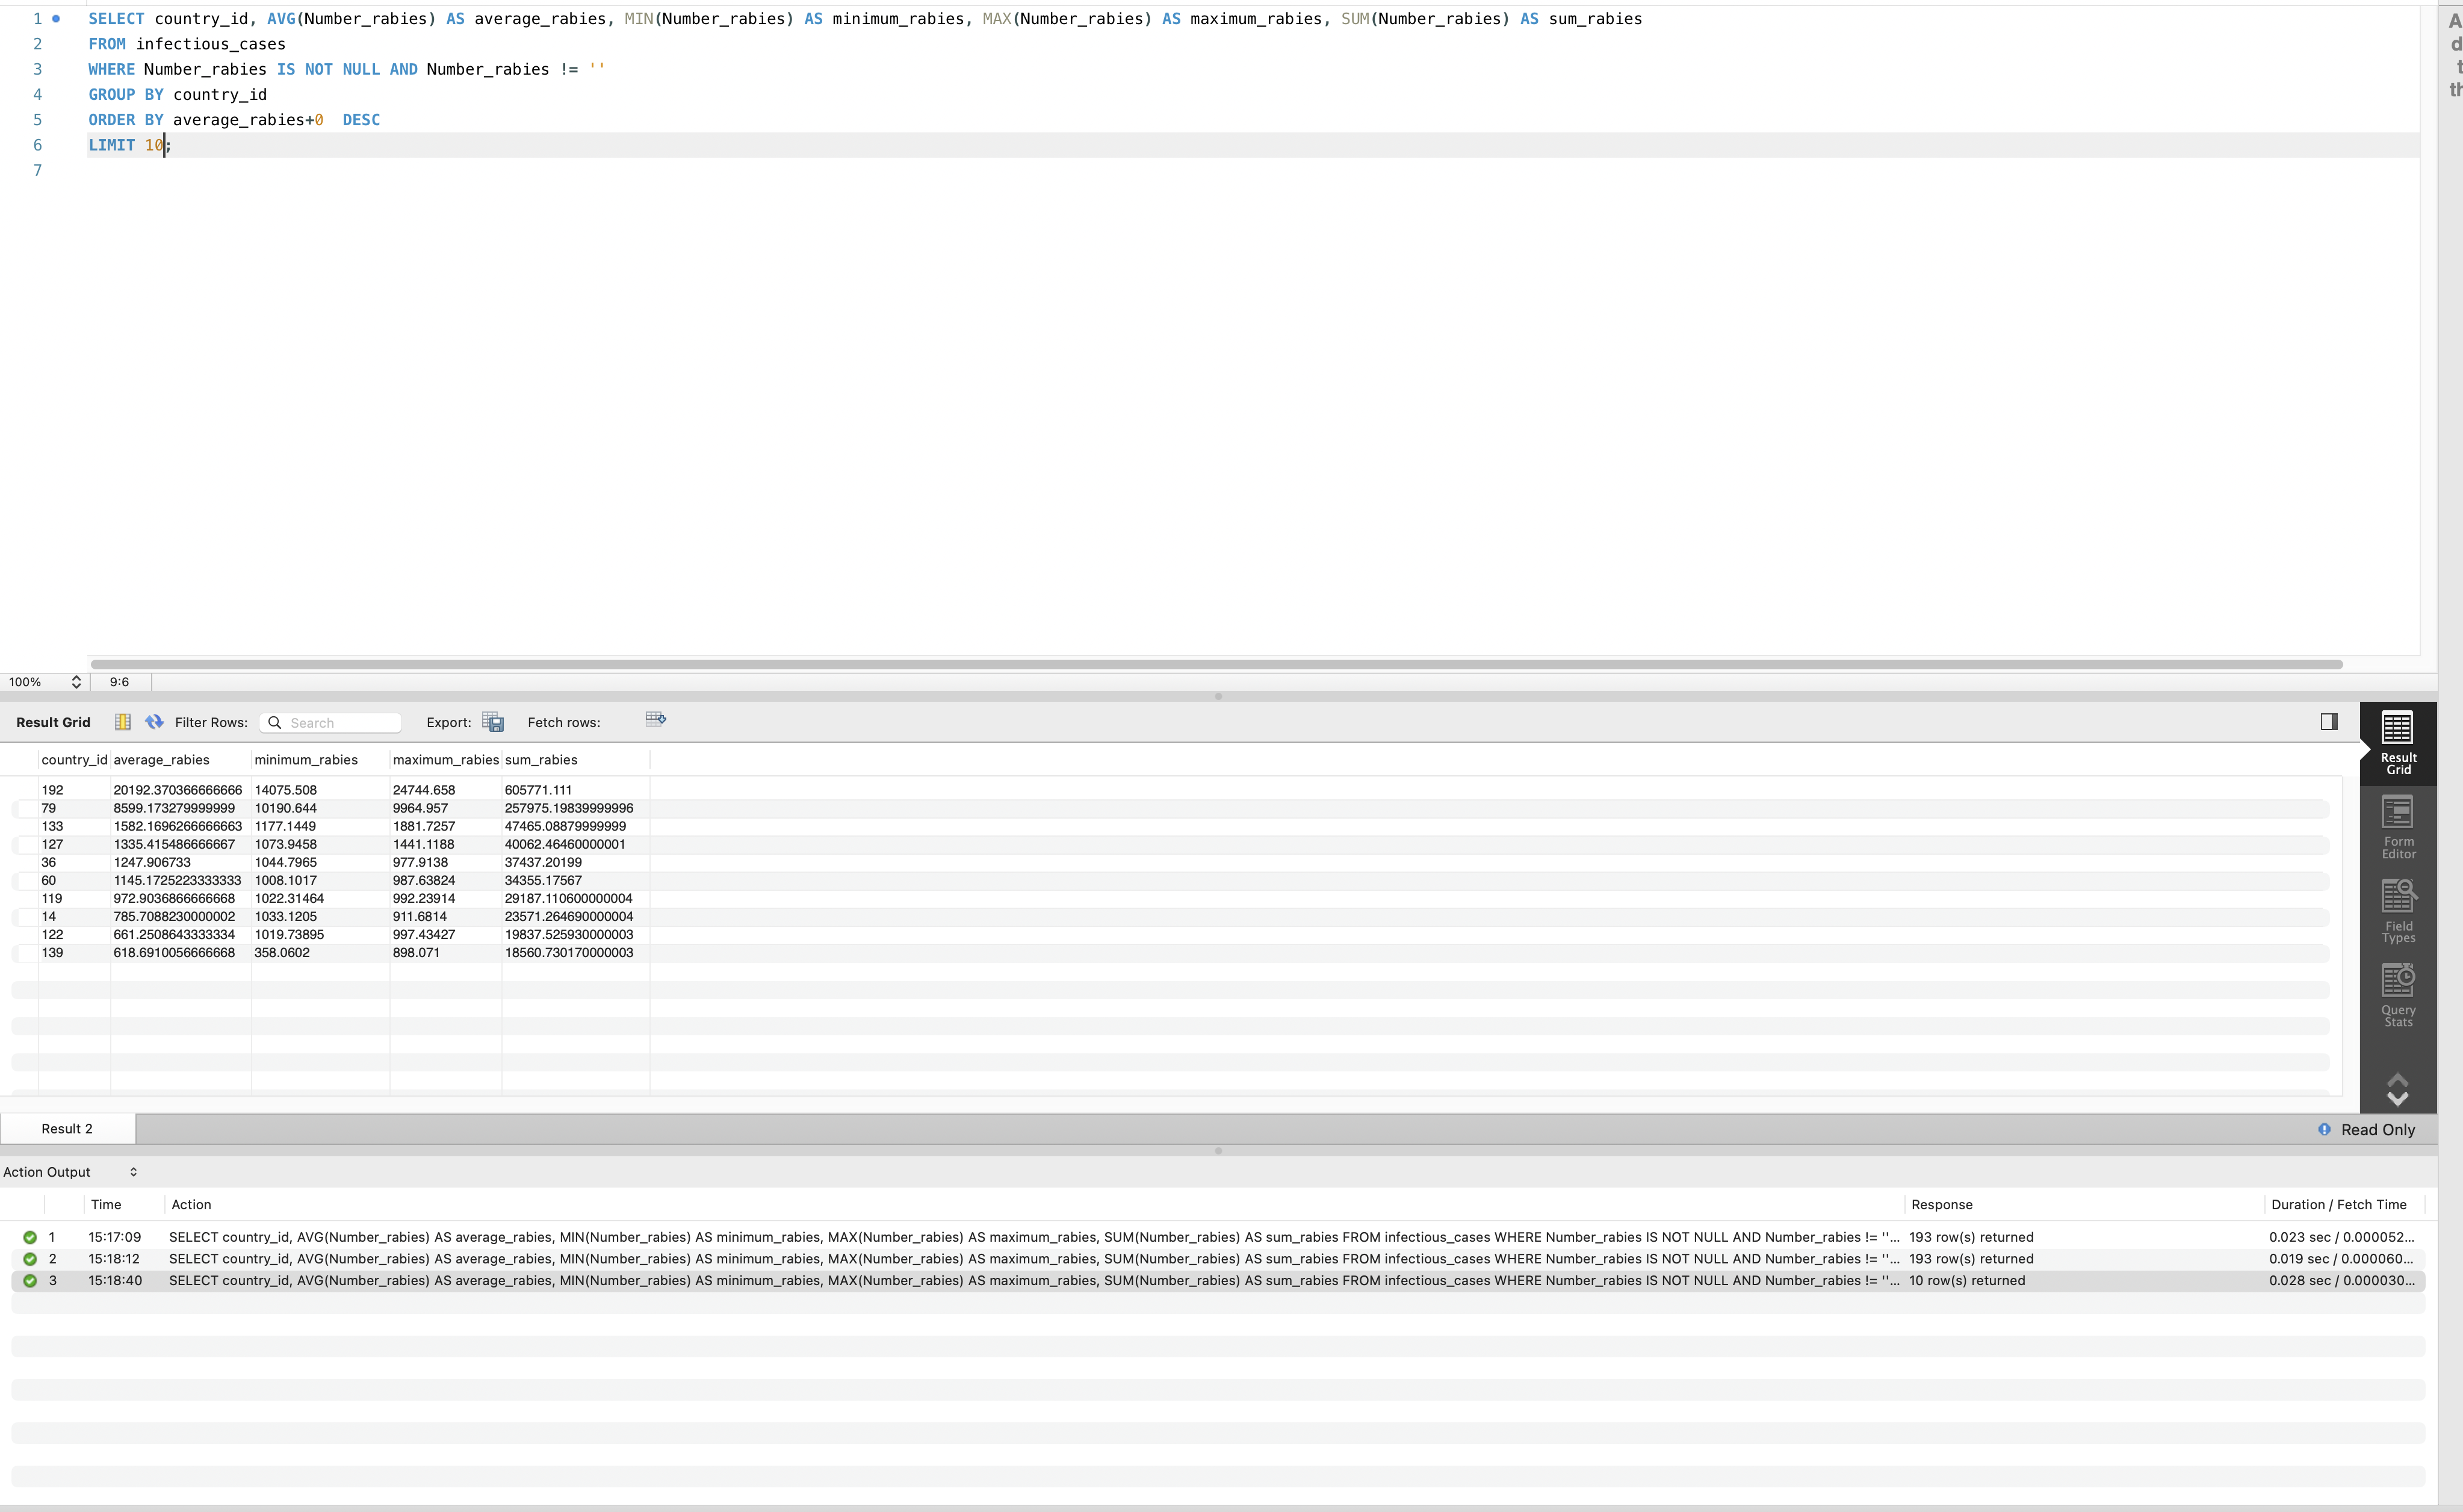 1 SELECT country_id, AVG(Number_rabies) AS average_rabies, MIN(Number_rabies) AS minimum_rabies, MAX(Number_rabies) AS maximum_rabies, SUM(Number_rabies) AS sum_rabies
2 FROM infectious_cases
3 WHERE Number_rabies IS NOT NULL AND Number_rabies != ''
4 GROUP BY country_id
5 ORDER BY average_rabies+0 DESC
6 LIMIT 10;
7
100% 9:6
Result Grid Filter Rows: Search Export: Fetch rows:
country_id average_rabies minimum_rabies maximum_rabies sum_rabies
192 20192.370366666666 14075.508 24744.658 605771.111
79 8599.173279999999 10190.644 9964.957 257975.19839999996
133 1582.1696266666663 1177.1449 1881.7257 47465.08879999999
127 1335.415486666667 1073.9458 1441.1188 40062.46460000001
36 1247.906733 1044.7965 977.9138 37437.20199
60 1145.1725223333333 1008.1017 987.63824 34355.17567
119 972.9036866666668 1022.31464 992.23914 29187.110600000004
14 785.7088230000002 1033.1205 911.6814 23571.264690000004
122 661.2508643333334 1019.73895 997.43427 19837.525930000003
139 618.6910056666668 358.0602 898.071 18560.730170000003
Result
Grid
Form
Editor
Field
Types
Query
Stats
Result 2 Read Only
Action Output
Time Action Response Duration / Fetch Time
1 15:17:09 SELECT country_id, AVG(Number_rabies) AS average_rabies, MIN(Number_rabies) AS minimum_rabies, MAX(Number_rabies) AS maximum_rabies, SUM(Number_rabies) AS sum_rabies FROM infectious_cases WHERE Number_rabies IS NOT NULL AND Number_rabies != ''... 193 row(s) returned 0.023 sec / 0.000052...
2 15:18:12 SELECT country_id, AVG(Number_rabies) AS average_rabies, MIN(Number_rabies) AS minimum_rabies, MAX(Number_rabies) AS maximum_rabies, SUM(Number_rabies) AS sum_rabies FROM infectious_cases WHERE Number_rabies IS NOT NULL AND Number_rabies != ''... 193 row(s) returned 0.019 sec / 0.000060...
3 15:18:40 SELECT country_id, AVG(Number_rabies) AS average_rabies, MIN(Number_rabies) AS minimum_rabies, MAX(Number_rabies) AS maximum_rabies, SUM(Number_rabies) AS sum_rabies FROM infectious_cases WHERE Number_rabies IS NOT NULL AND Number_rabies != ''... 10 row(s) returned 0.028 sec / 0.000030...